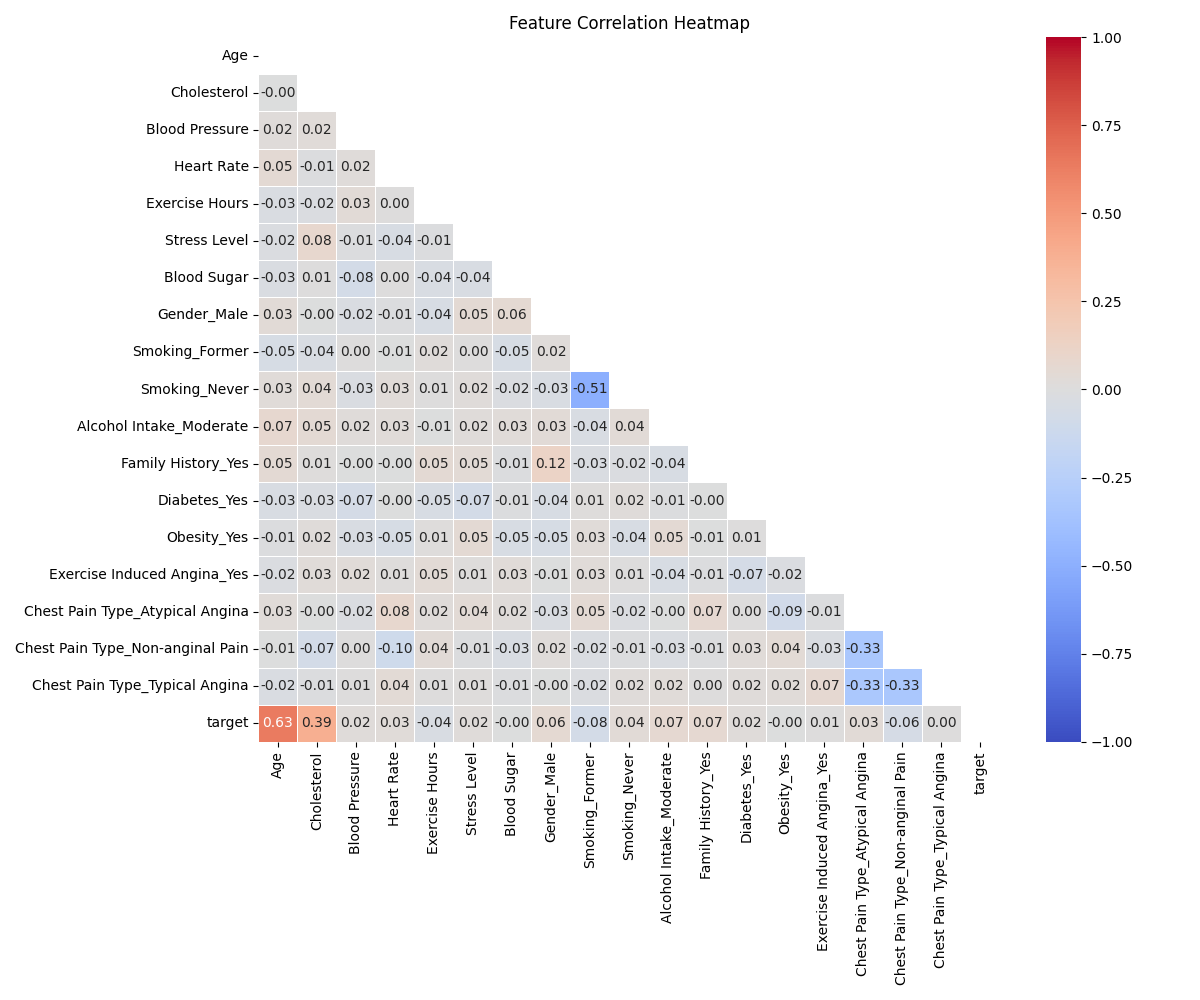 Feature Correlation Heatmap
Age
Cholesterol -0.00
Blood Pressure 0.02 0.02
Heart Rate 0.05 -0.01 0.02
Exercise Hours -0.03 -0.02 0.03 0.00
Stress Level -0.02 0.08 -0.01 -0.04 -0.01
Blood Sugar -0.03 0.01 -0.08 0.00 -0.04 -0.04
Gender_Male 0.03 -0.00 -0.02 -0.01 -0.04 0.05 0.06
Smoking_Former -0.05 -0.04 0.00 -0.01 0.02 0.00 -0.05 0.02
Smoking_Never 0.03 0.04 -0.03 0.03 0.01 0.02 -0.02 -0.03 -0.51
Alcohol Intake_Moderate 0.07 0.05 0.02 0.03 -0.01 0.02 0.03 0.03 -0.04 0.04
Family History_Yes 0.05 0.01 -0.00 -0.00 0.05 0.05 -0.01 0.12 -0.03 -0.02 -0.04
Diabetes_Yes -0.03 -0.03 -0.07 -0.00 -0.05 -0.07 -0.01 -0.04 0.01 0.02 -0.01 -0.00
Obesity_Yes -0.01 0.02 -0.03 -0.05 0.01 0.05 -0.05 -0.05 0.03 -0.04 0.05 -0.01 0.01
Exercise Induced Angina_Yes -0.02 0.03 0.02 0.01 0.05 0.01 0.03 -0.01 0.03 0.01 -0.04 -0.01 -0.07 -0.02
Chest Pain Type_Atypical Angina 0.03 -0.00 -0.02 0.08 0.02 0.04 0.02 -0.03 0.05 -0.02 -0.00 0.07 0.00 -0.09 -0.01
Chest Pain Type_Non-anginal Pain -0.01 -0.07 0.00 -0.10 0.04 -0.01 -0.03 0.02 -0.02 -0.01 -0.03 -0.01 0.03 0.04 -0.03 -0.33
Chest Pain Type_Typical Angina -0.02 -0.01 0.01 0.04 0.01 0.01 -0.01 -0.00 -0.02 0.02 0.02 0.00 0.02 0.02 0.07 -0.33 -0.33
target 0.63 0.39 0.02 0.03 -0.04 0.02 -0.00 0.06 -0.08 0.04 0.07 0.07 0.02 -0.00 0.01 0.03 -0.06 0.00
Age
Cholesterol
Blood Pressure
Heart Rate
Exercise Hours
Stress Level
Blood Sugar
Gender_Male
Smoking_Former
Smoking_Never
Alcohol Intake_Moderate
Family History_Yes
Diabetes_Yes
Obesity_Yes
Exercise Induced Angina_Yes
Chest Pain Type_Atypical Angina
Chest Pain Type_Non-anginal Pain
Chest Pain Type_Typical Angina
target
1.00
0.75
0.50
0.25
0.00
−0.25
−0.50
−0.75
−1.00